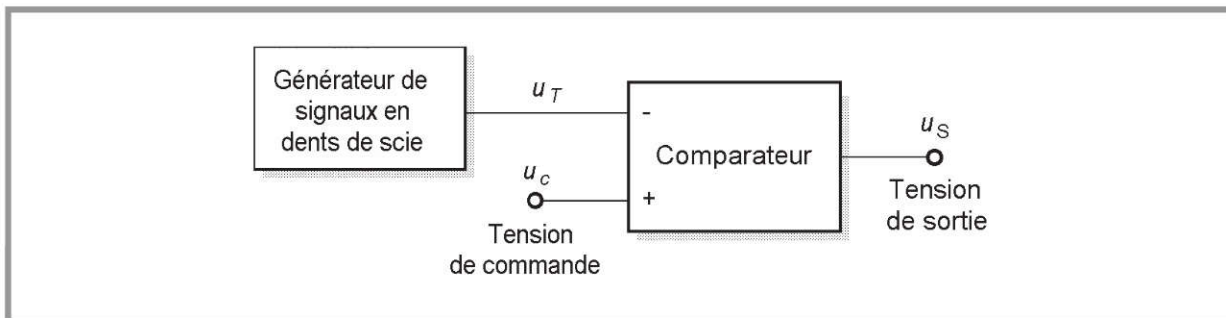 Générateur de
signaux en
dents de scie
u_T
-
u_c
+
Tension
de commande
Comparateur
u_S
Tension
de sortie